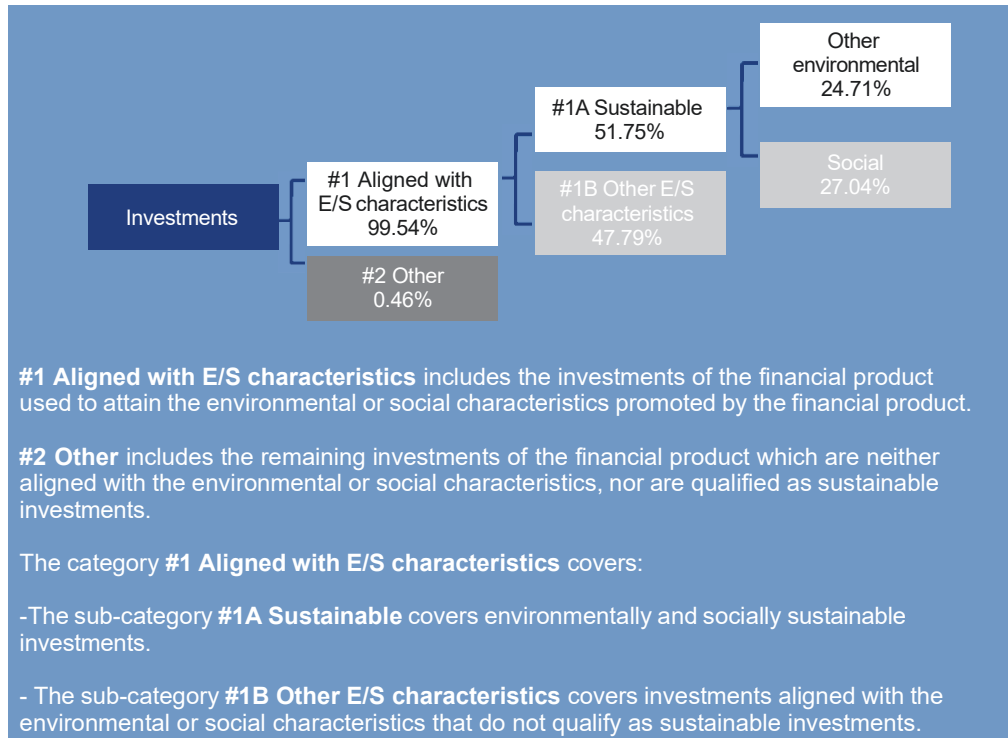 Investments
#1 Aligned with
E/S characteristics
99.54%
#2 Other
0.46%
#1A Sustainable
51.75%
#1B Other E/S
characteristics
47.79%
Other
environmental
24.71%
Social
27.04%
#1 Aligned with E/S characteristics includes the investments of the financial product
used to attain the environmental or social characteristics promoted by the financial product.
#2 Other includes the remaining investments of the financial product which are neither
aligned with the environmental or social characteristics, nor are qualified as sustainable
investments.
The category #1 Aligned with E/S characteristics covers:
-The sub-category #1A Sustainable covers environmentally and socially sustainable
investments.
- The sub-category #1B Other E/S characteristics covers investments aligned with the
environmental or social characteristics that do not qualify as sustainable investments.